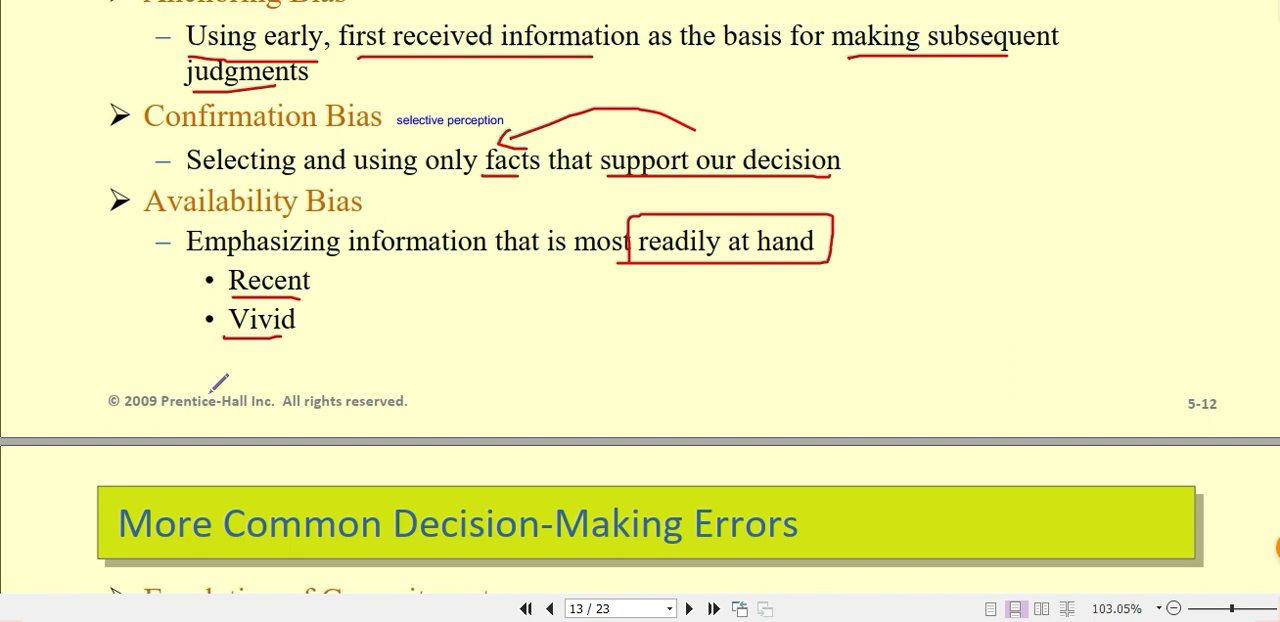 – Using early, first received information as the basis for making subsequent
judgments
➢ Confirmation Bias selective perception
– Selecting and using only facts that support our decision
➢ Availability Bias
– Emphasizing information that is most readily at hand
• Recent
• Vivid
© 2009 Prentice-Hall Inc. All rights reserved.
5-12
More Common Decision-Making Errors
13 / 23
103.05%